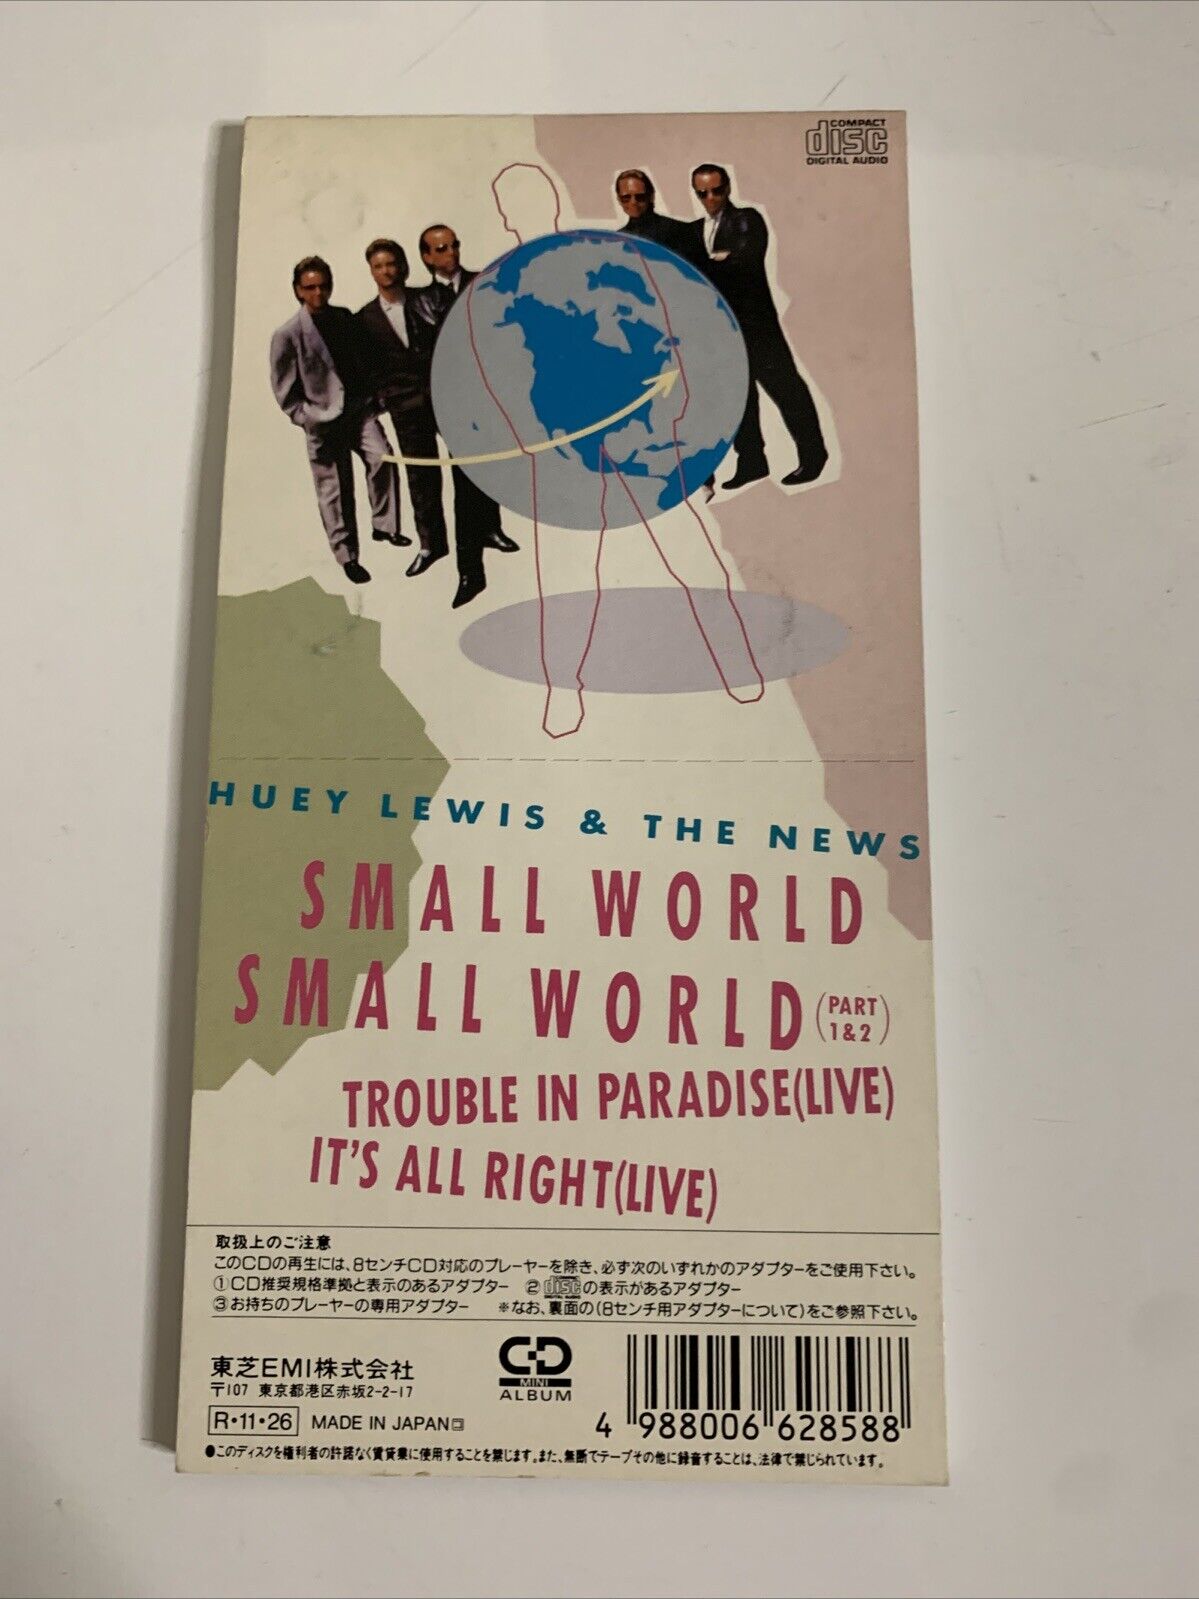 COMPACT
disc
DIGITAL AUDIO
HUEY LEWIS & THE NEWS
SMALL WORLD
SMALL WORLD (PART 1&2)
TROUBLE IN PARADISE(LIVE)
IT'S ALL RIGHT(LIVE)
取扱上のご注意
このCDの再生には、8センチCD対応のプレーヤーを除き、必ず次のいずれかのアダプターをご使用下さい。
①CD推奨規格準拠と表示のあるアダプター ②COMPACT disc DIGITAL AUDIOの表示があるアダプター
③お持ちのプレーヤーの専用アダプター ※なお、裏面の(8センチ用アダプターについて)をご参照下さい。
東芝EMI株式会社
〒107 東京都港区赤坂2-2-17
R・11・26 MADE IN JAPAN
CD
MINI
ALBUM
4 988006 628588
●このディスクを権利者の許諾なく賃貸業に使用することを禁じます。また、無断でテープその他に録音することは、法律で禁じられています。